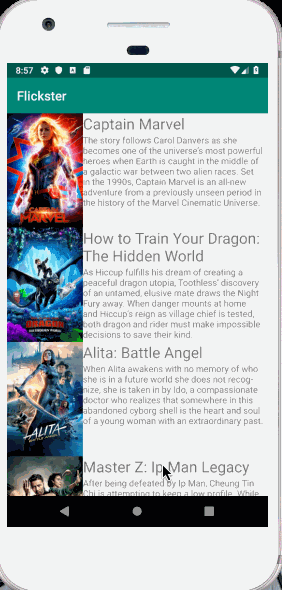 8:57
Flickster
Captain Marvel
The story follows Carol Danvers as she
becomes one of the universe's most powerful
heroes when Earth is caught in the middle of
a galactic war between two alien races. Set
in the 1990s, Captain Marvel is an all-new
adventure from a previously unseen period in
the history of the Marvel Cinematic Universe.
CAPTAIN
MARVEL
How to Train Your Dragon:
The Hidden World
As Hiccup fulfills his dream of creating a
peaceful dragon utopia, Toothless' discovery
of an untamed, elusive mate draws the Night
Fury away. When danger mounts at home
and Hiccup's reign as village chief is tested,
both dragon and rider must make impossible
decisions to save their kind.
Alita: Battle Angel
When Alita awakens with no memory of who
she is in a future world she does not recog-
nize, she is taken in by Ido, a compassionate
doctor who realizes that somewhere in this
abandoned cyborg shell is the heart and soul
of a young woman with an extraordinary past.
ALITA
Master Z: Ip Man Legacy
After being defeated by Ip Man, Cheung Tin
Chi is attempting to keep a low profile. While